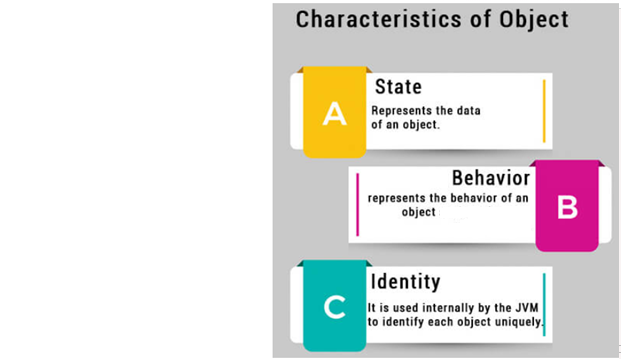 Characteristics of Object
A
State
Represents the data
of an object.
Behavior
represents the behavior of an
object
B
C
Identity
It is used internally by the JVM
to identify each object uniquely.